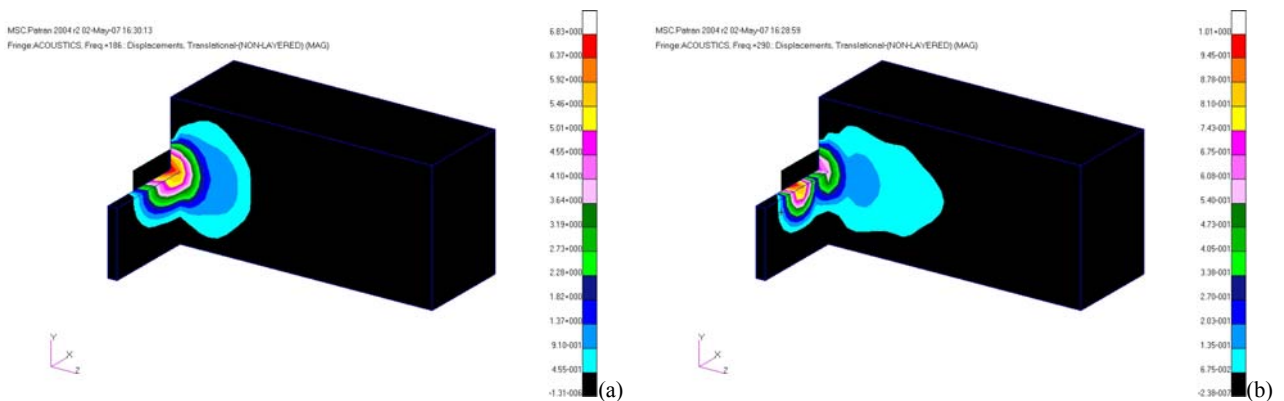 MSC.Patran 2004 r2 02-May-07 16:30:13
Fringe:ACOUSTICS, Freq.=186.: Displacements, Translational-(NON-LAYERED) (MAG)
6.83+000
6.37+000
5.92+000
5.46+000
5.01+000
4.55+000
4.10+000
3.64+000
3.19+000
2.73+000
2.28+000
1.82+000
1.37+000
9.10-001
4.55-001
-1.31-006
Y
X
Z
(a)
MSC.Patran 2004 r2 02-May-07 16:28:59
Fringe:ACOUSTICS, Freq.=290.: Displacements, Translational-(NON-LAYERED) (MAG)
1.01+000
9.45-001
8.78-001
8.10-001
7.43-001
6.75-001
6.08-001
5.40-001
4.73-001
4.05-001
3.38-001
2.70-001
2.03-001
1.35-001
6.75-002
-2.38-007
Y
X
Z
(b)